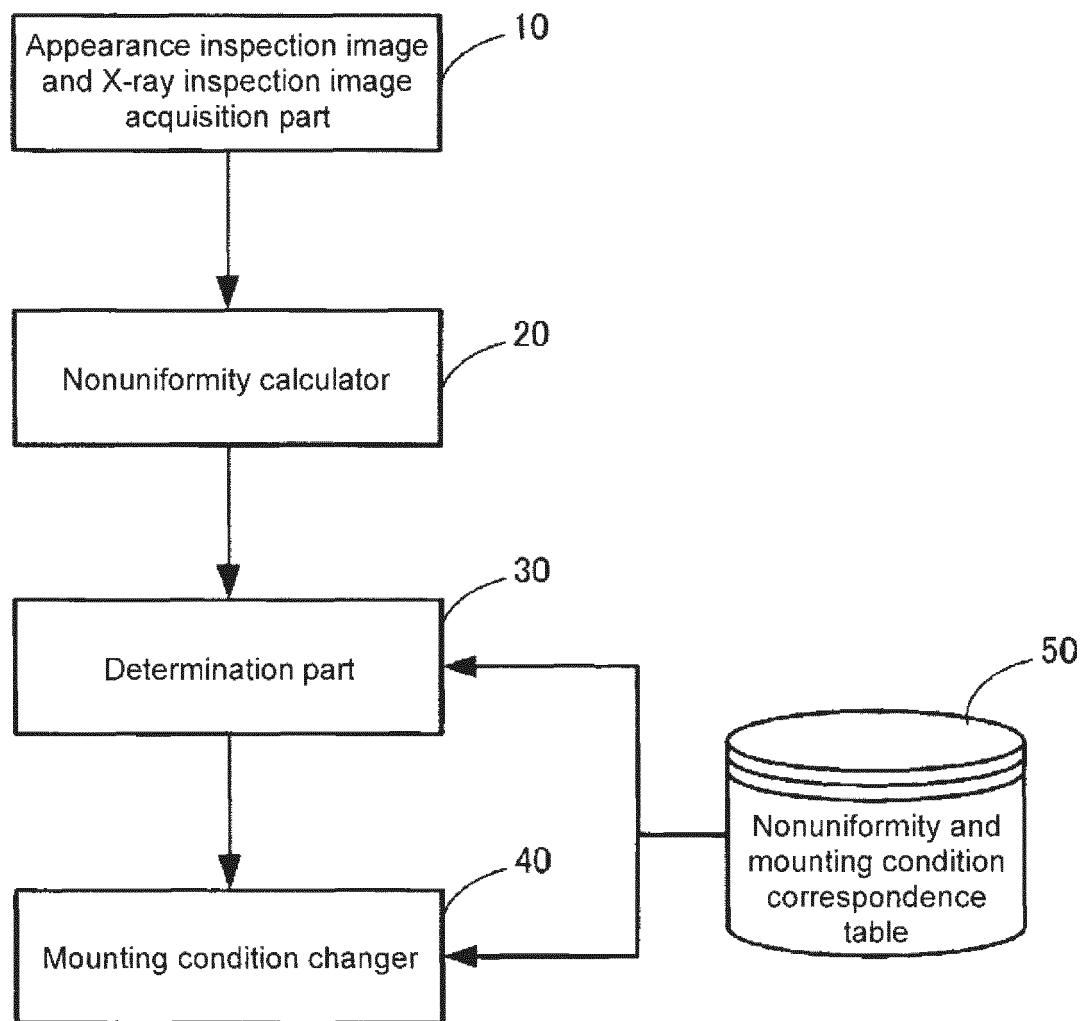 10
Appearance inspection image
and X-ray inspection image
acquisition part
20
Nonuniformity calculator
30
Determination part
50
Nonuniformity and
mounting condition
correspondence
table
40
Mounting condition changer